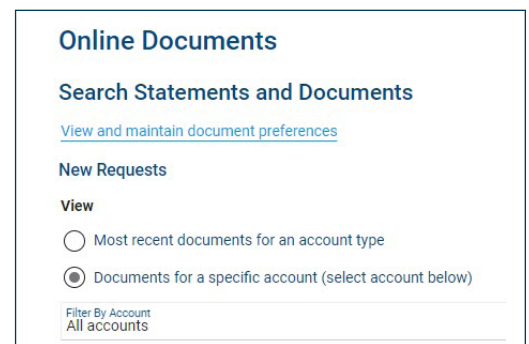 Online Documents
Search Statements and Documents
View and maintain document preferences
New Requests
View
Most recent documents for an account type
Documents for a specific account (select account below)
Filter By Account
All accounts